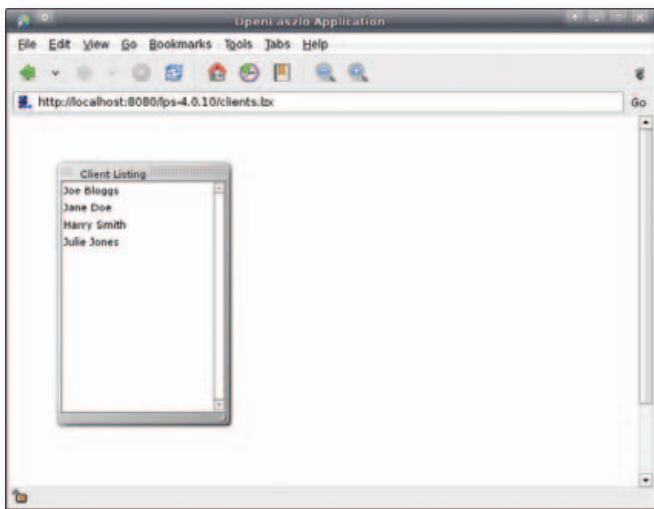 OpenLaszlo Application
File Edit View Go Bookmarks Tools Tabs Help
http://localhost:8080/lps-4.0.10/clients.lzx Go
Client Listing
Joe Bloggs
Jane Doe
Harry Smith
Julie Jones